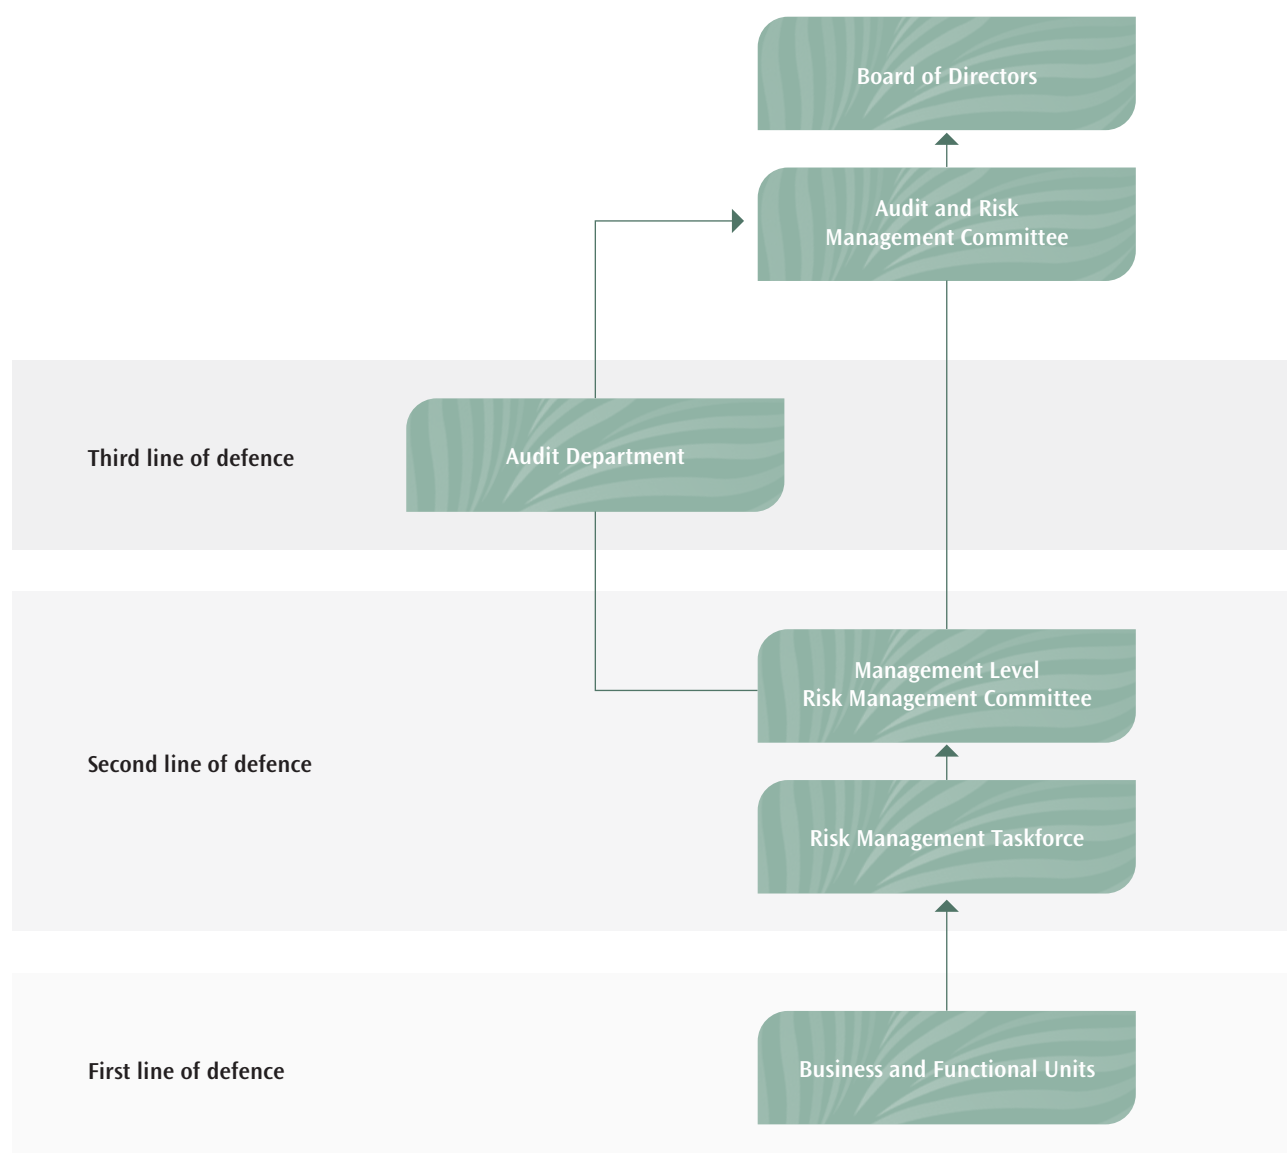 Board of Directors
Audit and Risk
Management Committee
Third line of defence
Audit Department
Management Level
Risk Management Committee
Second line of defence
Risk Management Taskforce
First line of defence
Business and Functional Units